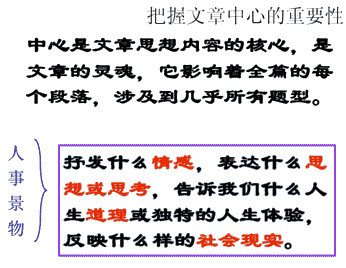 把握文章中心的重要性
中心是文章思想内容的核心，是
文章的灵魂，它影响着全篇的每
个段落，涉及到几乎所有题型。
人
事
景
物
抒发什么情感，表达什么思
想或思考，告诉我们什么人
生道理或独特的人生体验，
反映什么样的社会现实。